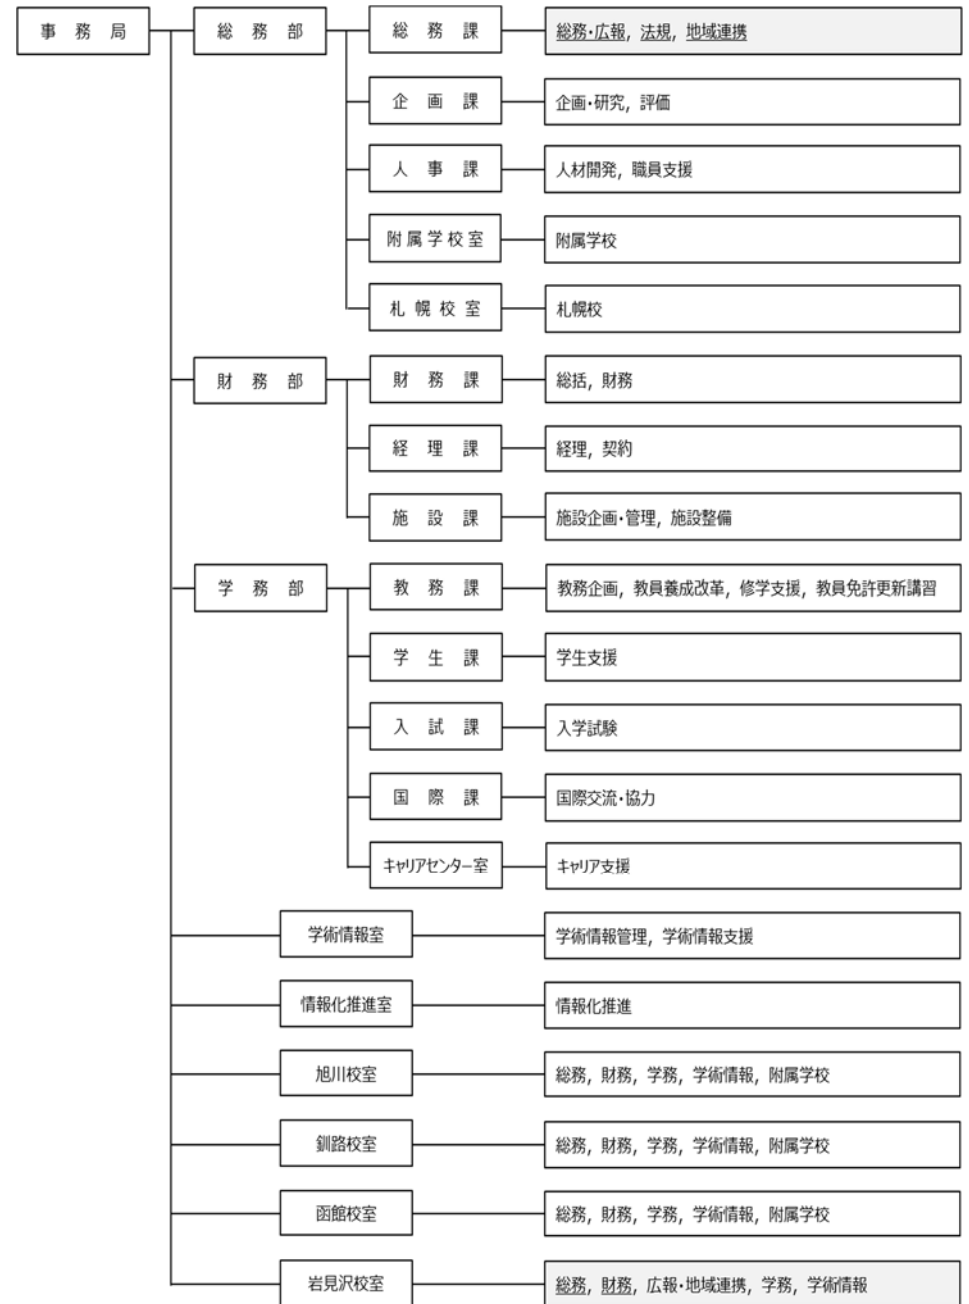 事務局
総務部
総務課
総務・広報，法規，地域連携
企画課
企画・研究，評価
人事課
人材開発，職員支援
附属学校室
附属学校
札幌校室
札幌校
財務部
財務課
総括，財務
経理課
経理，契約
施設課
施設企画・管理，施設整備
学務部
教務課
教務企画，教員養成改革，修学支援，教員免許更新講習
学生課
学生支援
入試課
入学試験
国際課
国際交流・協力
キャリアセンター室
キャリア支援
学術情報室
学術情報管理，学術情報支援
情報化推進室
情報化推進
旭川校室
総務，財務，学務，学術情報，附属学校
釧路校室
総務，財務，学務，学術情報，附属学校
函館校室
総務，財務，学務，学術情報，附属学校
岩見沢校室
総務，財務，広報・地域連携，学務，学術情報